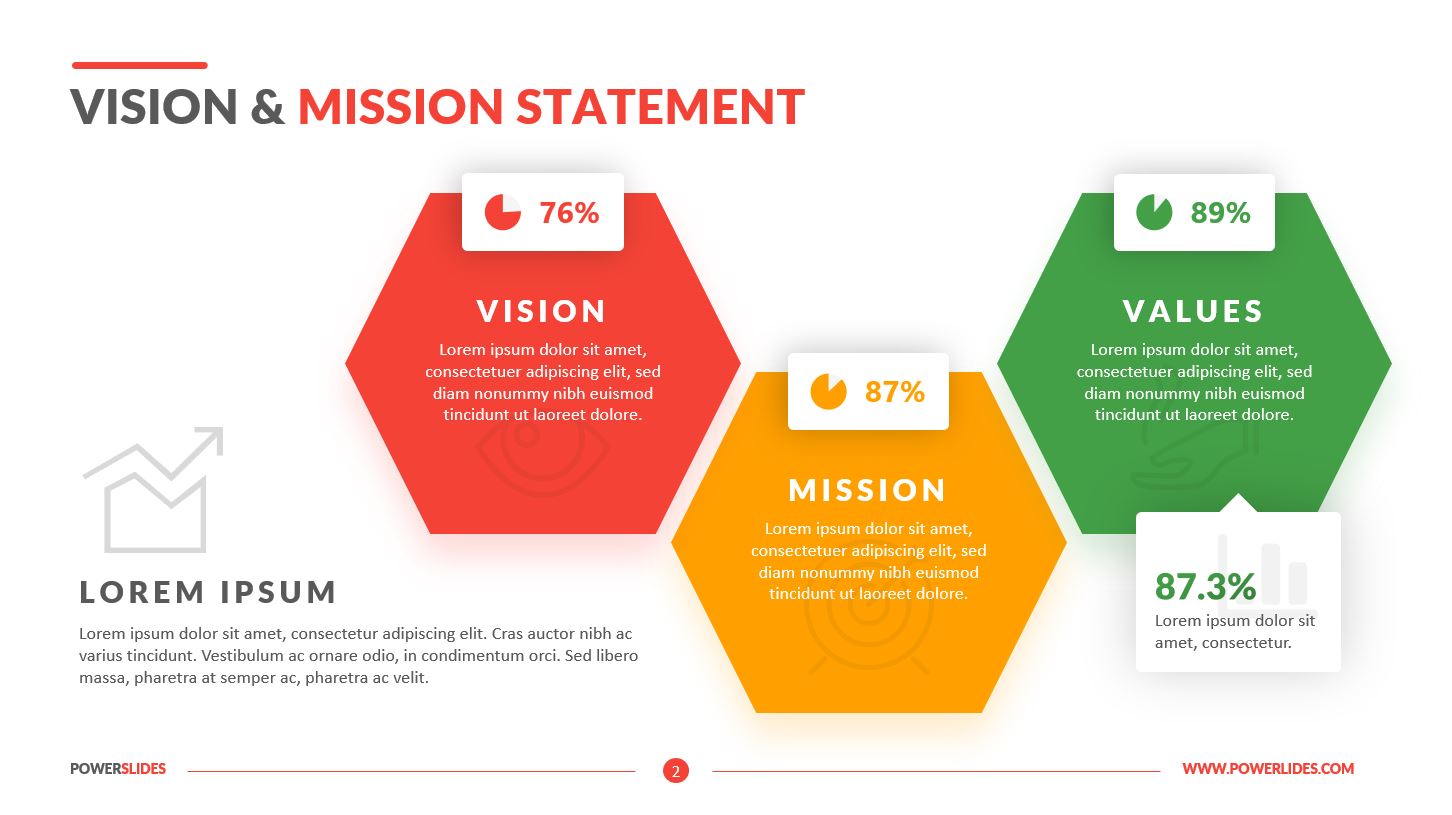 VISION & MISSION STATEMENT
76%
VISION
Lorem ipsum dolor sit amet,
consectetuer adipiscing elit, sed
diam nonummy nibh euismod
tincidunt ut laoreet dolore.
87%
MISSION
Lorem ipsum dolor sit amet,
consectetuer adipiscing elit, sed
diam nonummy nibh euismod
tincidunt ut laoreet dolore.
89%
VALUES
Lorem ipsum dolor sit amet,
consectetuer adipiscing elit, sed
diam nonummy nibh euismod
tincidunt ut laoreet dolore.
87.3%
Lorem ipsum dolor sit
amet, consectetur.
LOREM IPSUM
Lorem ipsum dolor sit amet, consectetur adipiscing elit. Cras auctor nibh ac
varius tincidunt. Vestibulum ac ornare odio, in condimentum orci. Sed libero
massa, pharetra at semper ac, pharetra ac velit.
POWERSLIDES
2
WWW.POWERLIDES.COM